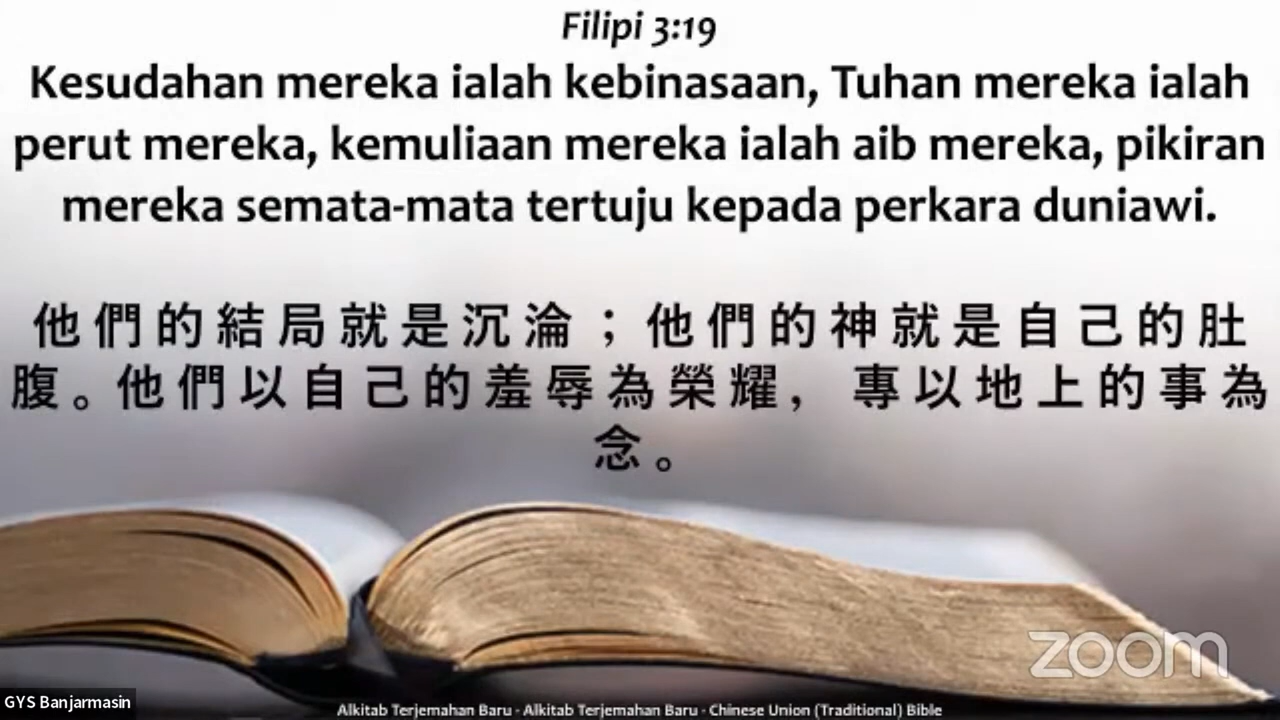 Filipi 3:19
Kesudahan mereka ialah kebinasaan, Tuhan mereka ialah
perut mereka, kemuliaan mereka ialah aib mereka, pikiran
mereka semata-mata tertuju kepada perkara duniawi.
他們的結局就是沉淪；他們的神就是自己的肚
腹。他們以自己的羞辱為榮耀，專以地上的事為
念。
zoom
GYS Banjarmasin
Alkitab Terjemahan Baru - Alkitab Terjemahan Baru - Chinese Union (Traditional) Bible